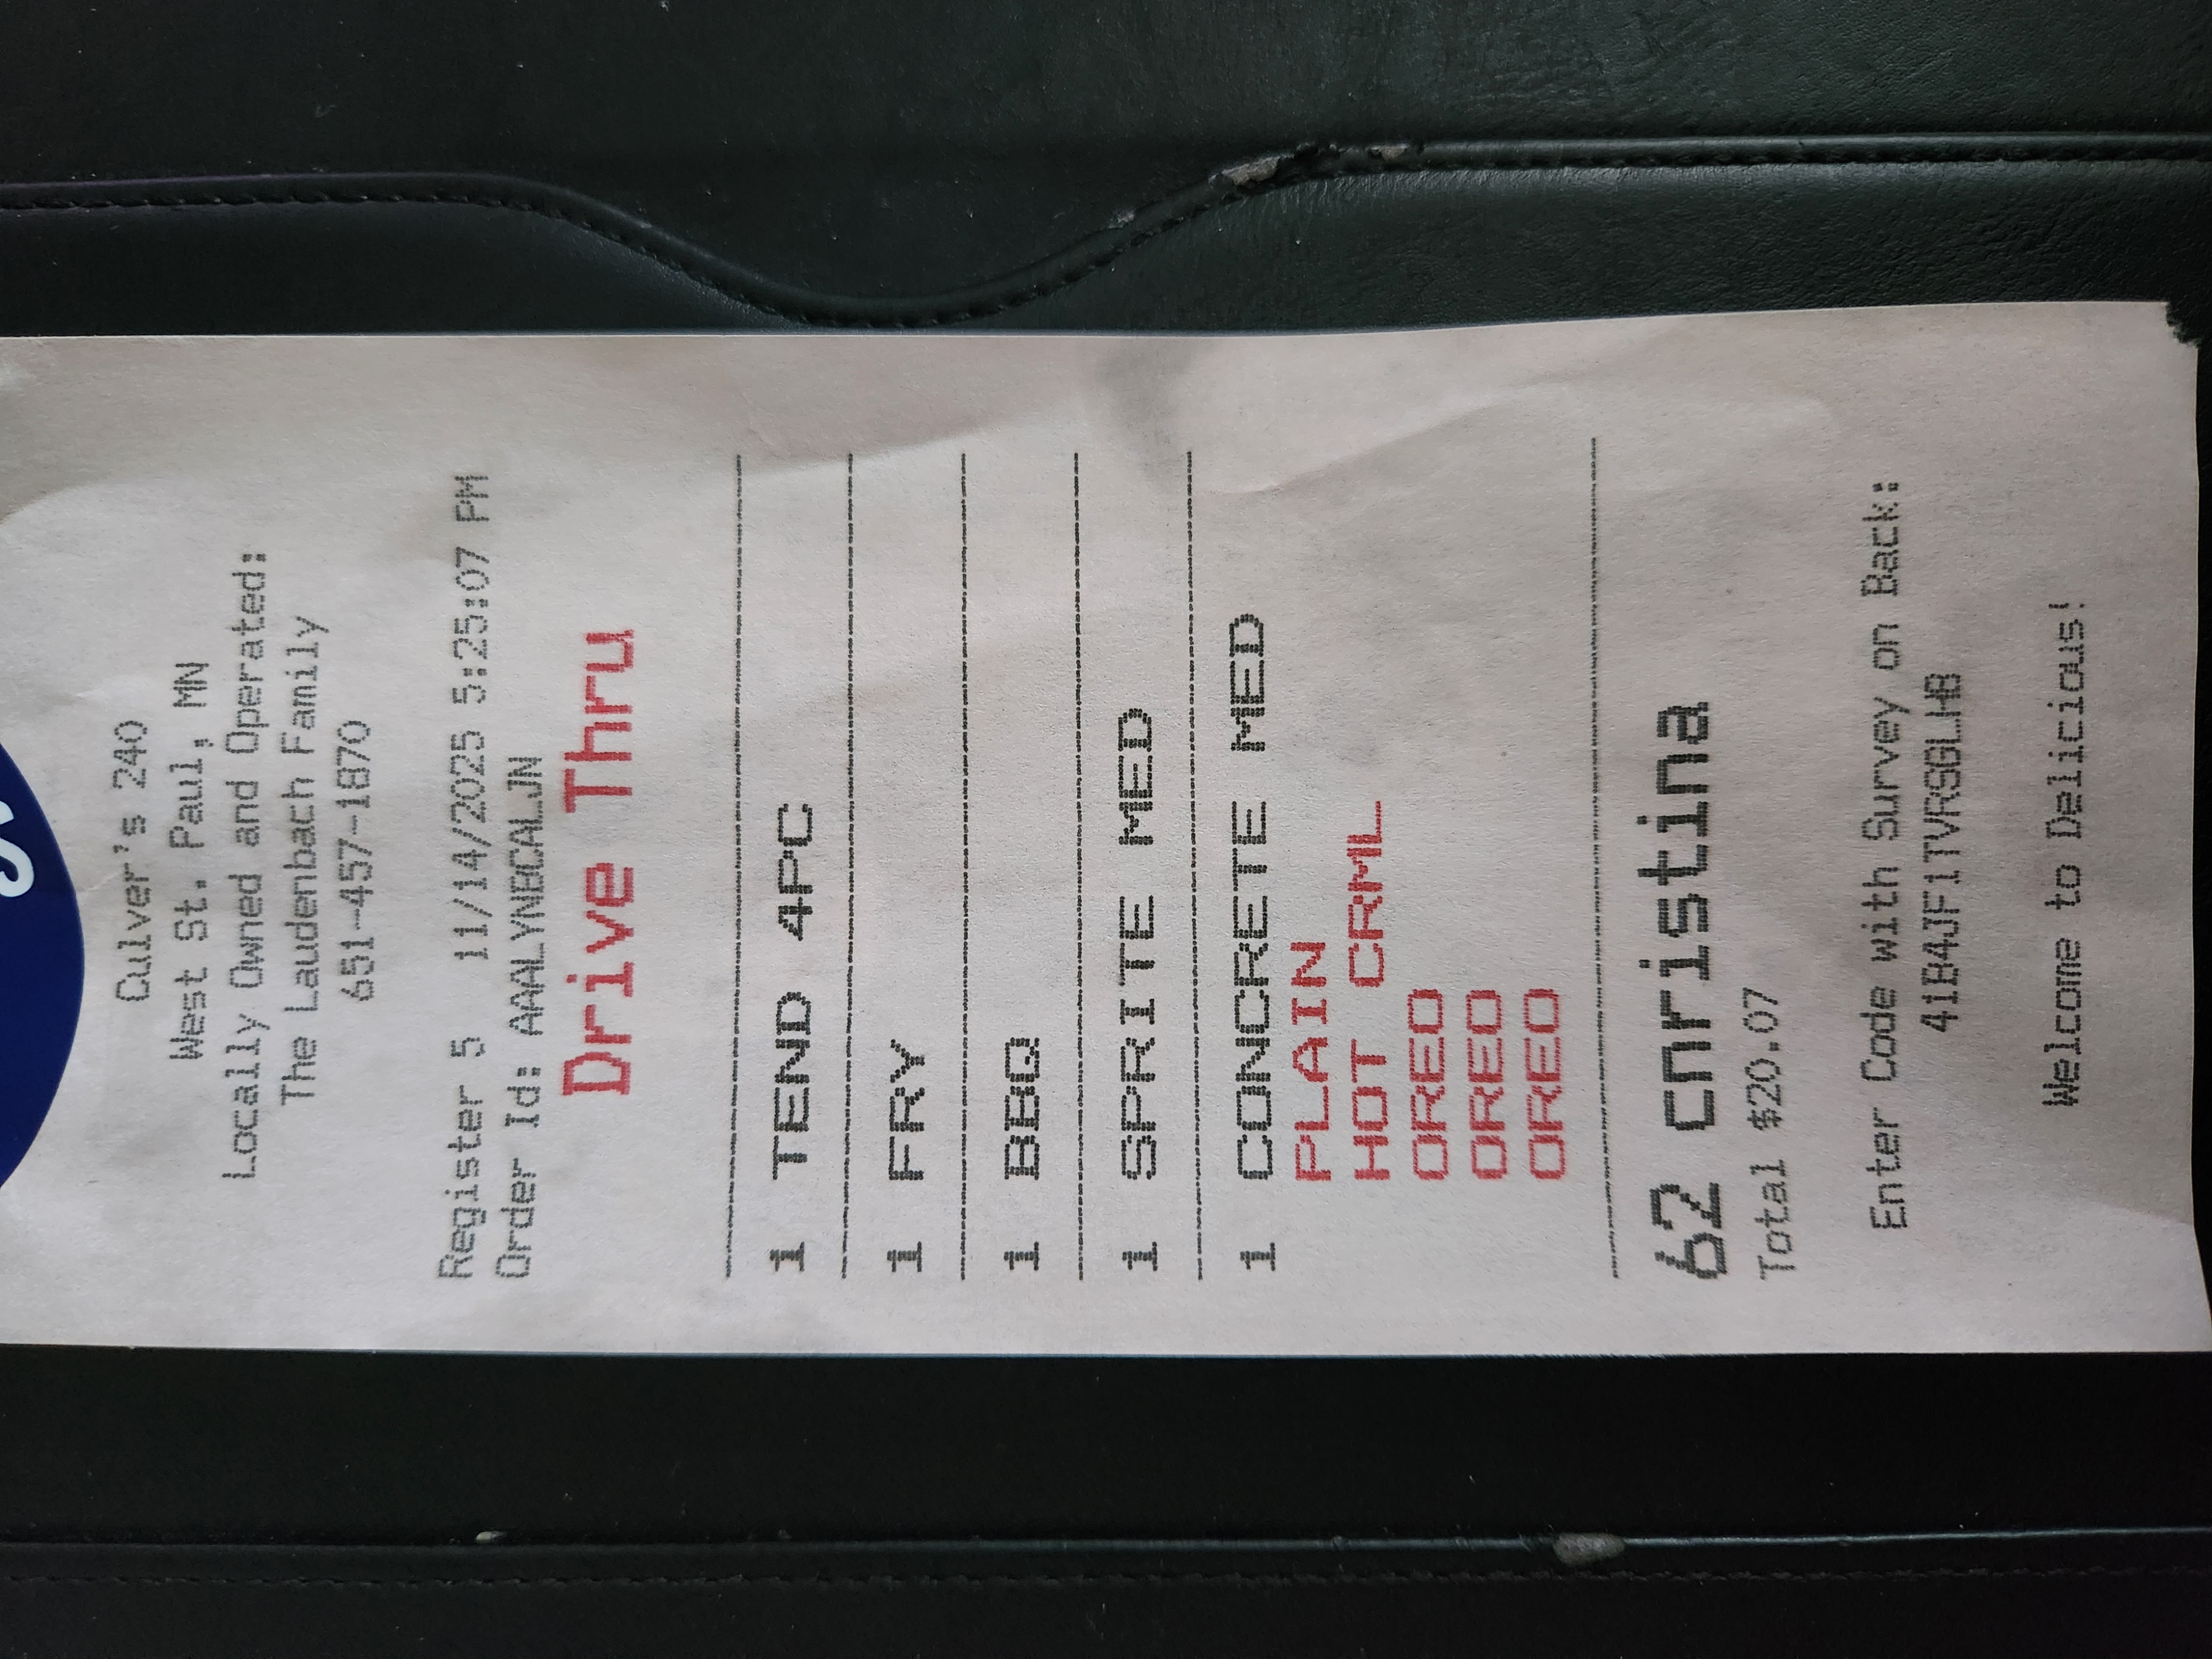 Culver's 240
West St. Paul, MN
Locally Owned and Operated:
The Laudenbach Family
651-457-1870
Register 5 11/14/2025 5:25:07 PM
Order Id: AAALYNBCALJN
Drive Thru
1 TEND 4PC
1 FRY
1 BBQ
1 SPRITE MED
1 CONCRETE MED
PLAIN
HOT CRML
OREO
OREO
OREO
62 christina
Total $20.07
Enter Code with Survey on Back:
Welcome to Delicious!